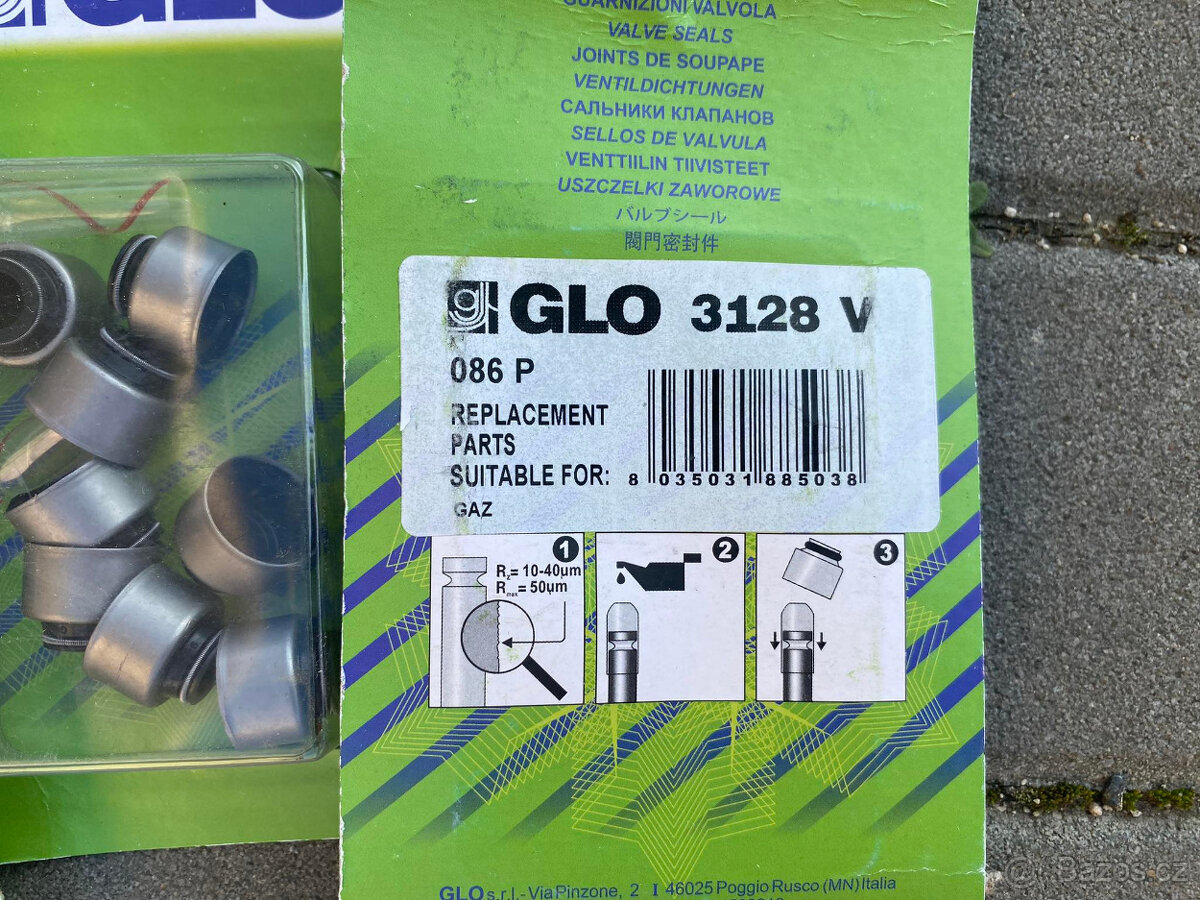 GLO
GUARNIZIONI VALVOLA
VALVE SEALS
JOINTS DE SOUPAPE
VENTILDICHTUNGEN
САЛЬНИКИ КЛАПАНОВ
SELLOS DE VALVULA
VENTTIILIN TIIVISTEET
USZCZELKI ZAWOROWE
バルブシール
閥門密封件
GLO 3128 V
086 P
REPLACEMENT
PARTS
SUITABLE FOR:
GAZ
8 035031 885038
1
Rz= 10-40µm
Rmax= 50µm
2
3
GLO s.r.l.-Via Pinzone, 2 I 46025 Poggio Rusco (MN) Italia
Bazos.cz